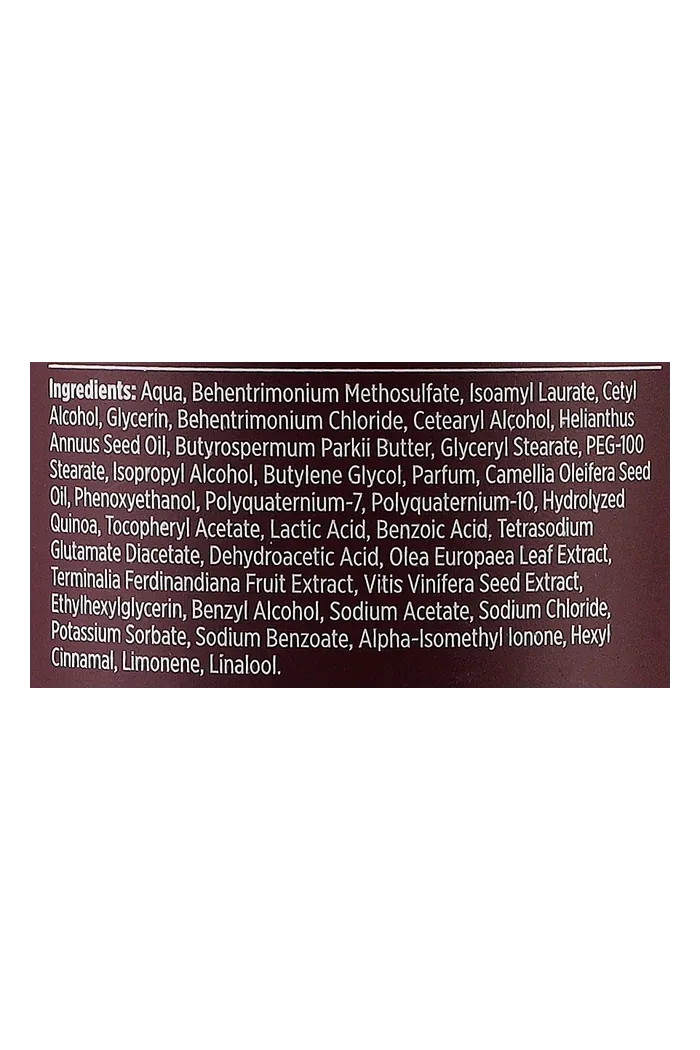 Ingredients: Aqua, Behentrimonium Methosulfate, Isoamyl Laurate, Cetyl
Alcohol, Glycerin, Behentrimonium Chloride, Cetearyl Alcohol, Helianthus
Annuus Seed Oil, Butyrospermum Parkii Butter, Glyceryl Stearate, PEG-100
Stearate, Isopropyl Alcohol, Butylene Glycol, Parfum, Camellia Oleifera Seed
Oil, Phenoxyethanol, Polyquaternium-7, Polyquaternium-10, Hydrolyzed
Quinoa, Tocopheryl Acetate, Lactic Acid, Benzoic Acid, Tetrasodium
Glutamate Diacetate, Dehydroacetic Acid, Olea Europaea Leaf Extract,
Terminalia Ferdinandiana Fruit Extract, Vitis Vinifera Seed Extract,
Ethylhexylglycerin, Benzyl Alcohol, Sodium Acetate, Sodium Chloride,
Potassium Sorbate, Sodium Benzoate, Alpha-Isomethyl Ionone, Hexyl
Cinnamal, Limonene, Linalool.